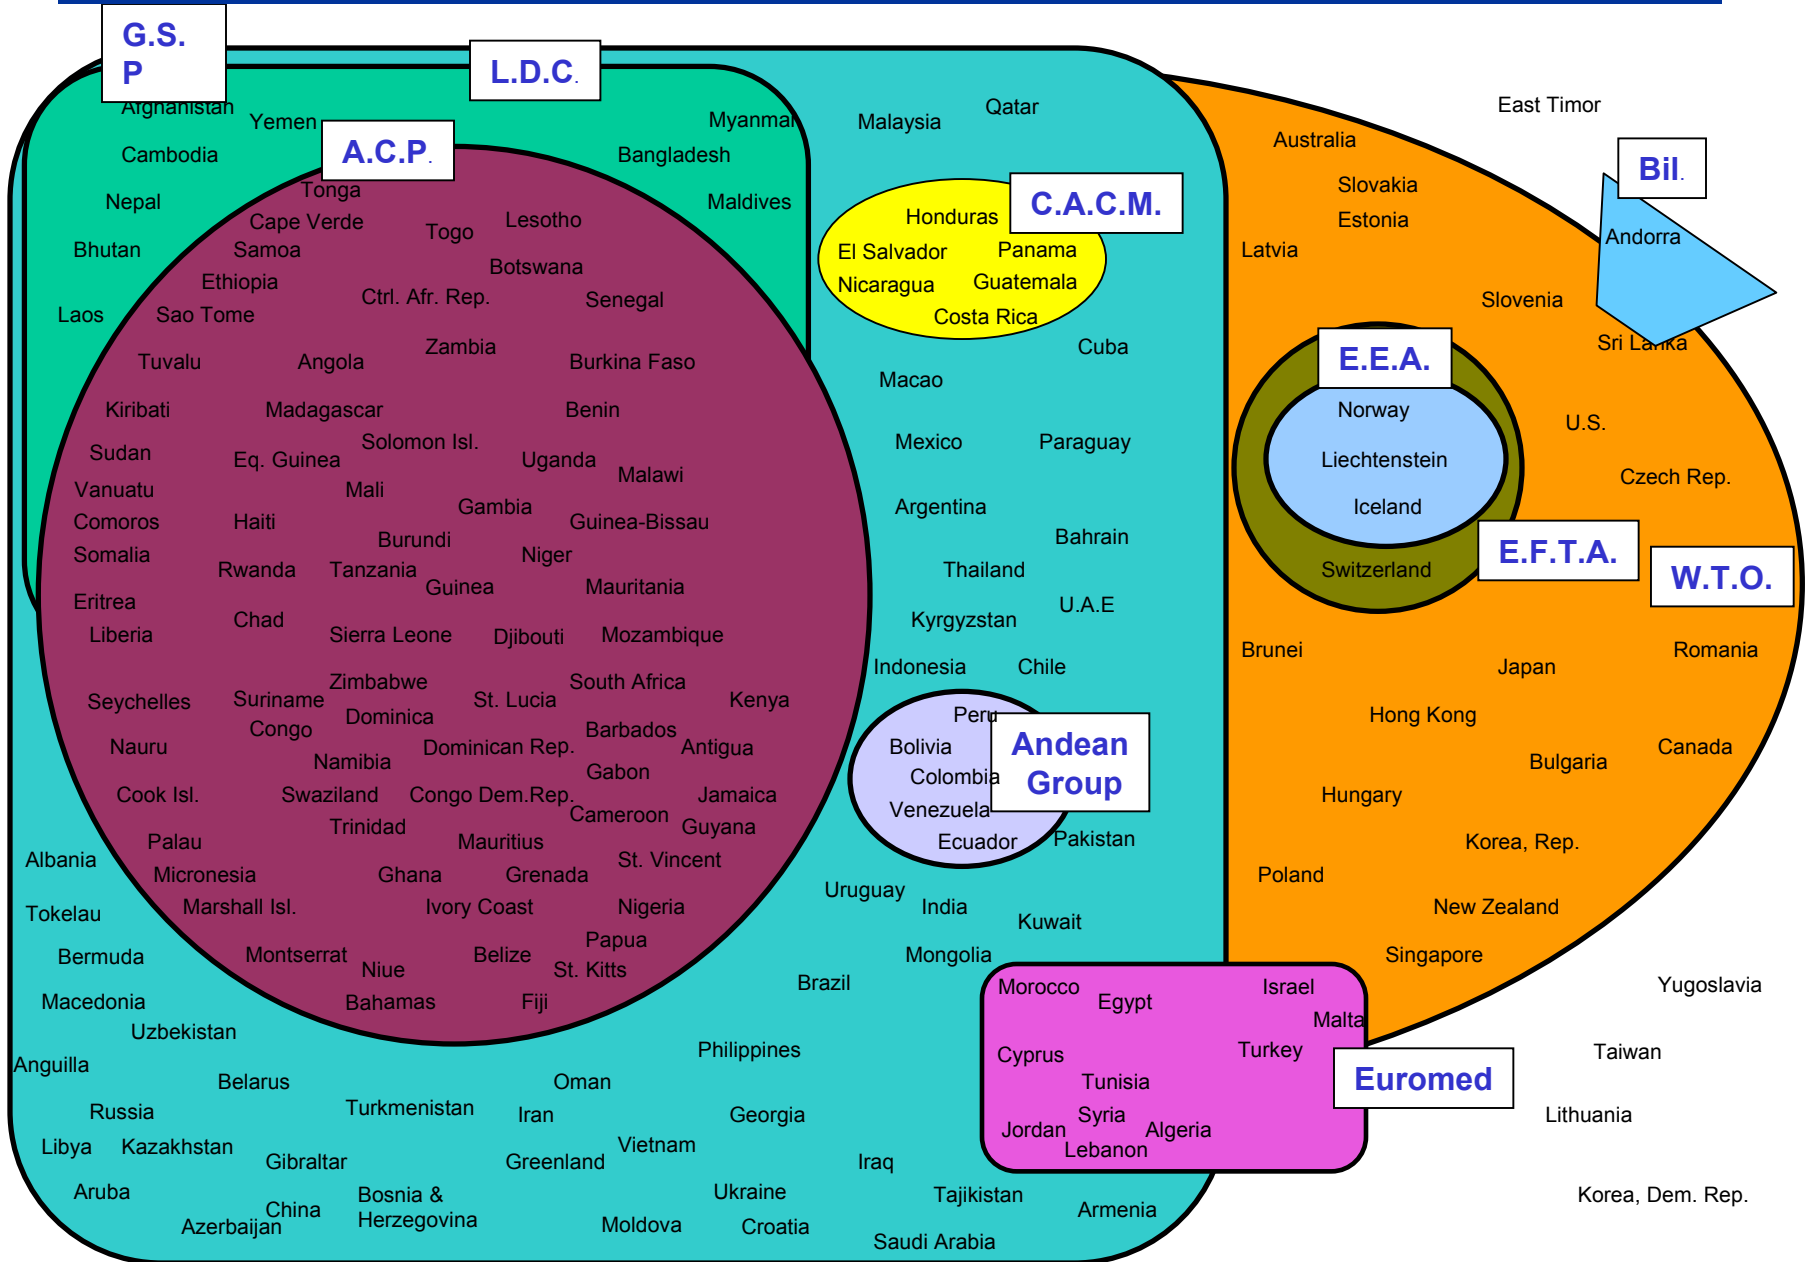 G.S.
P
L.D.C.
Afghanistan
Yemen
Myanmar
Malaysia
Qatar
East Timor
Cambodia
A.C.P.
Bangladesh
Australia
Bil.
Nepal
Tonga
Maldives
C.A.C.M.
Slovakia
Cape Verde
Togo
Lesotho
Honduras
Estonia
Bhutan
Samoa
El Salvador
Panama
Latvia
Andorra
Ethiopia
Botswana
Nicaragua
Guatemala
Ctrl. Afr. Rep.
Senegal
Slovenia
Laos
Sao Tome
Costa Rica
Zambia
Cuba
Sri Lanka
Tuvalu
Angola
Burkina Faso
E.E.A.
Macao
Kiribati
Madagascar
Benin
Norway
U.S.
Sudan
Solomon Isl.
Mexico
Paraguay
Eq. Guinea
Uganda
Liechtenstein
Malawi
Czech Rep.
Vanuatu
Mali
Gambia
Argentina
Iceland
Comoros
Haiti
Guinea-Bissau
Burundi
Bahrain
Somalia
Niger
E.F.T.A.
Rwanda
Tanzania
Thailand
Switzerland
W.T.O.
Guinea
Mauritania
Eritrea
U.A.E
Chad
Kyrgyzstan
Liberia
Sierra Leone
Djibouti
Mozambique
Brunei
Romania
Indonesia
Chile
Japan
Zimbabwe
South Africa
Seychelles
Suriname
St. Lucia
Kenya
Dominica
Peru
Hong Kong
Congo
Barbados
Nauru
Dominican Rep.
Antigua
Bolivia
Andean
Group
Canada
Namibia
Gabon
Colombia
Bulgaria
Cook Isl.
Swaziland
Congo Dem.Rep.
Jamaica
Hungary
Cameroon
Venezuela
Trinidad
Guyana
Palau
Mauritius
Ecuador
Pakistan
Korea, Rep.
Albania
St. Vincent
Micronesia
Ghana
Grenada
Poland
Uruguay
Marshall Isl.
Ivory Coast
Nigeria
India
New Zealand
Tokelau
Kuwait
Papua
Bermuda
Montserrat
Belize
Mongolia
Singapore
Niue
St. Kitts
Brazil
Morocco
Israel
Yugoslavia
Macedonia
Bahamas
Fiji
Egypt
Malta
Uzbekistan
Philippines
Cyprus
Turkey
Taiwan
Anguilla
Belarus
Oman
Tunisia
Euromed
Russia
Turkmenistan
Iran
Georgia
Syria
Lithuania
Jordan
Algeria
Libya
Kazakhstan
Vietnam
Lebanon
Gibraltar
Greenland
Iraq
Aruba
Bosnia &
Herzegovina
Ukraine
Tajikistan
Korea, Dem. Rep.
China
Armenia
Azerbaijan
Moldova
Croatia
Saudi Arabia